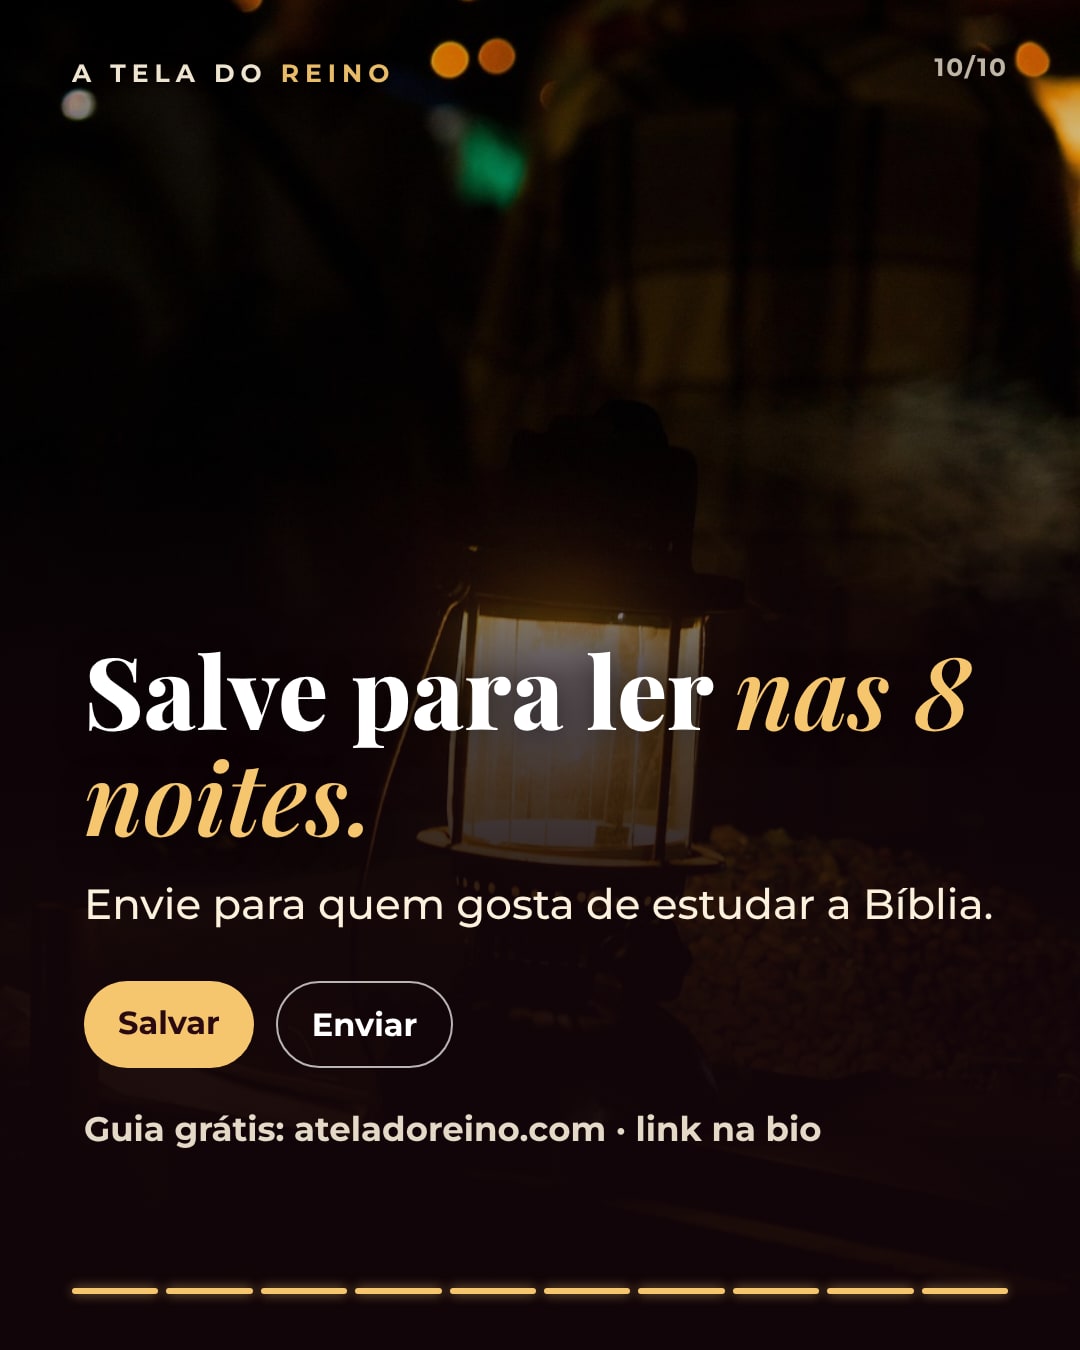 A TELA DO REINO
10/10
Salve para ler nas 8
noites.
Envie para quem gosta de estudar a Bíblia.
Salvar
Enviar
Guia grátis: ateladoreino.com · link na bio